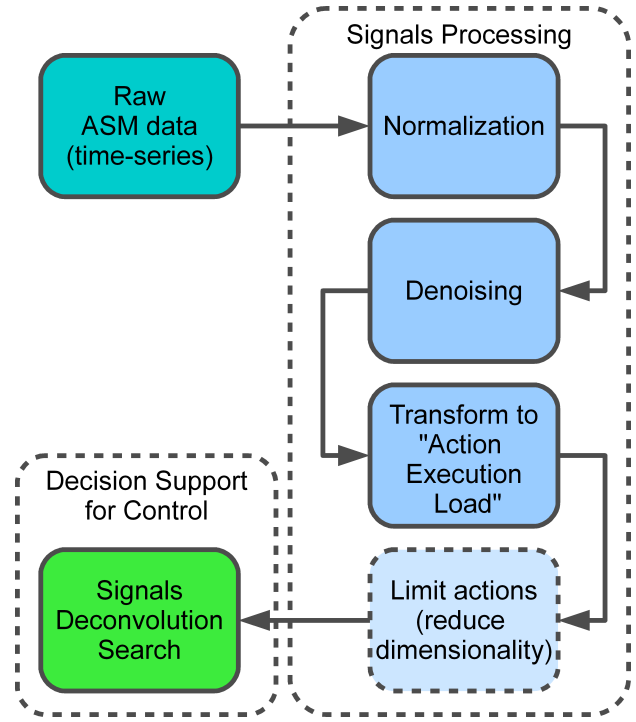 Signals Processing
Raw
ASM data
(time-series)
Normalization
Denoising
Transform to
"Action
Execution
Load"
Limit actions
(reduce
dimensionality)
Decision Support
for Control
Signals
Deconvolution
Search